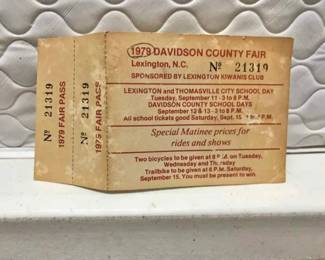 Nº 21319
1979 FAIR PASS
Nº 21319
1979 FAIR PASS
1979 DAVIDSON COUNTY FAIR
Lexington, N.C. Nº 21319
SPONSORED BY LEXINGTON KIWANIS CLUB
LEXINGTON and THOMASVILLE CITY SCHOOL DAY
Tuesday, September 11 - 3 to 6 P.M.
DAVIDSON COUNTY SCHOOL DAYS
September 12 & 13 - 3 to 6 P.M.
All school tickets good Saturday, Sept. 15 P.M.
Special Matinee prices for
rides and shows
Two bicycles to be given at 8 P.M. on Tuesday,
Wednesday and Thursday
Trailbike to be given at 8 P.M. Saturday,
September 15. You must be present to win.